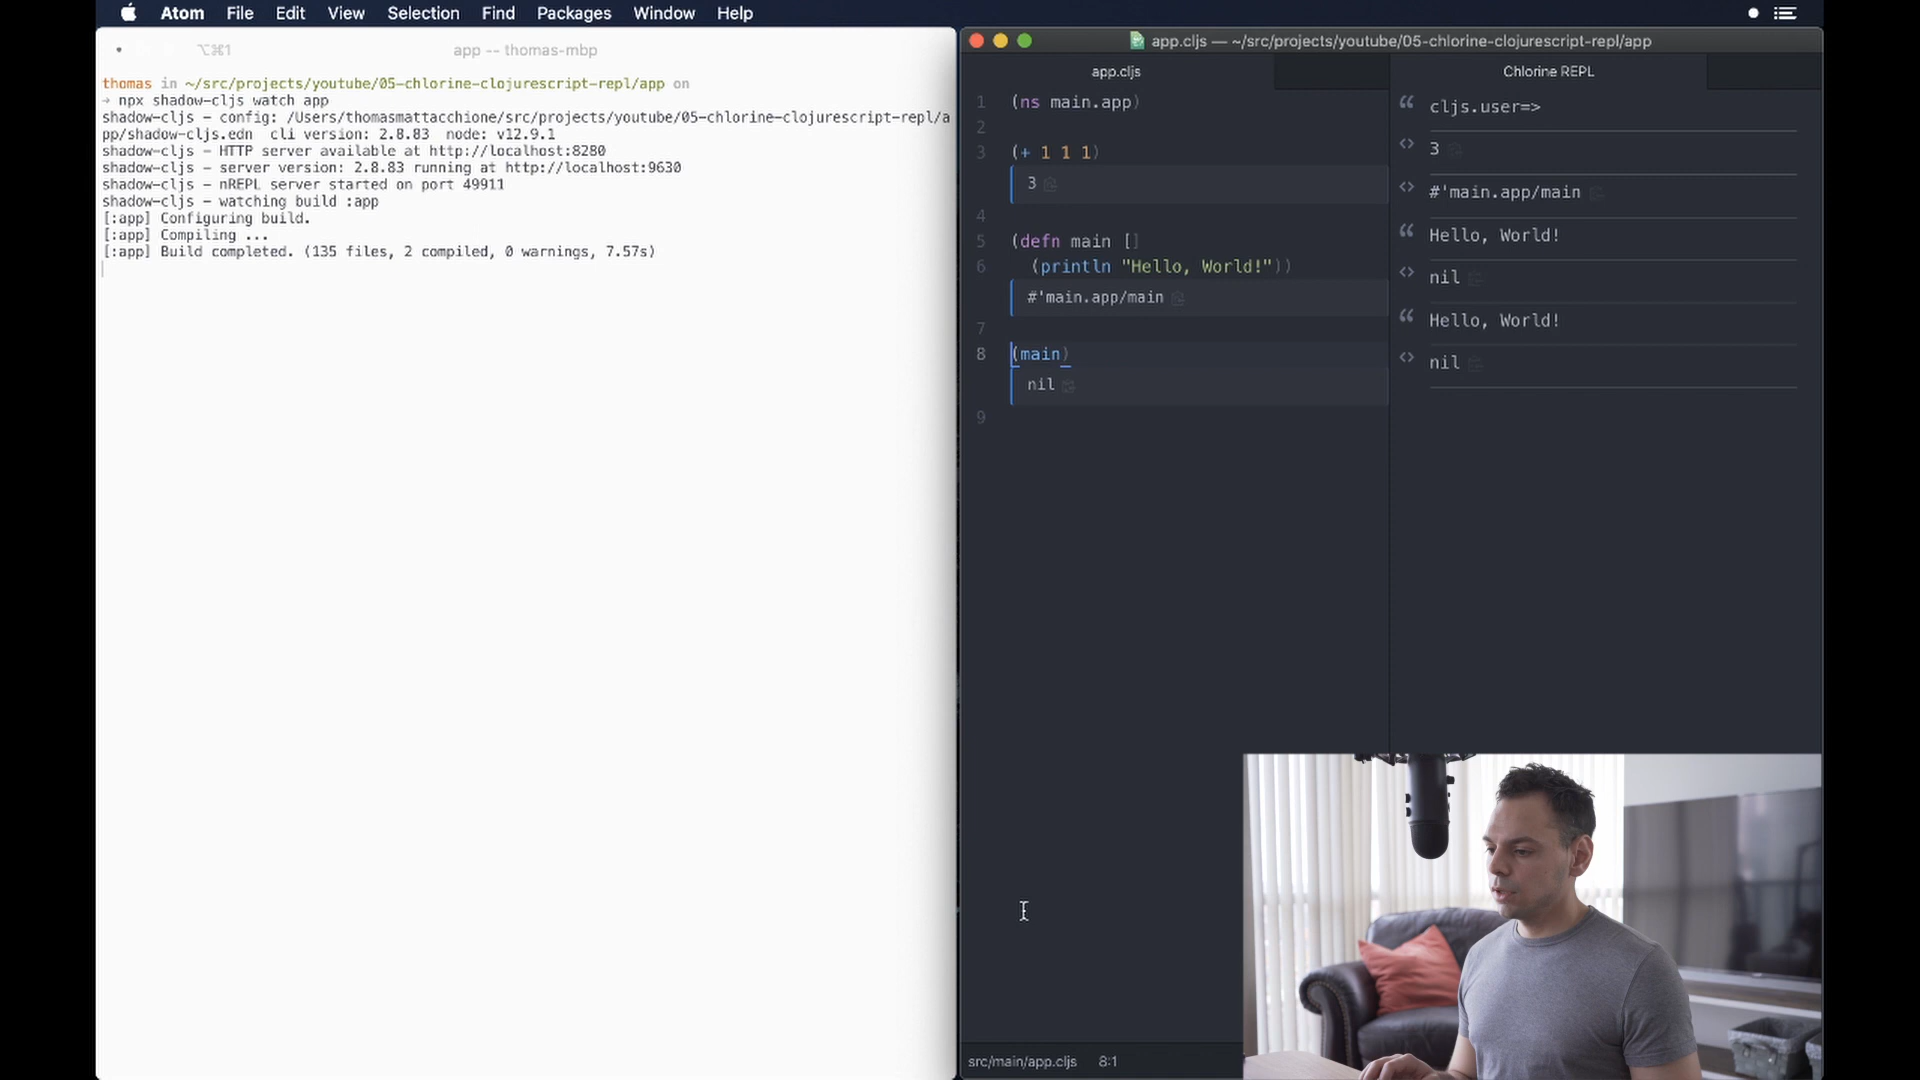 Atom File Edit View Selection Find Packages Window Help
⌥⌘1 app -- thomas-mbp
thomas in ~/src/projects/youtube/05-chlorine-clojurescript-repl/app on
→ npx shadow-cljs watch app
shadow-cljs - config: /Users/thomasmattacchione/src/projects/youtube/05-chlorine-clojurescript-repl/a
pp/shadow-cljs.edn cli version: 2.8.83 node: v12.9.1
shadow-cljs - HTTP server available at http://localhost:8280
shadow-cljs - server version: 2.8.83 running at http://localhost:9630
shadow-cljs - nREPL server started on port 49911
shadow-cljs - watching build :app
[:app] Configuring build.
[:app] Compiling ...
[:app] Build completed. (135 files, 2 compiled, 0 warnings, 7.57s)
app.cljs — ~/src/projects/youtube/05-chlorine-clojurescript-repl/app
app.cljs
1 (ns main.app)
2
3 (+ 1 1 1)
3
4
5 (defn main []
6 (println "Hello, World!"))
#'main.app/main
7
8 (main)
nil
9
Chlorine REPL
cljs.user=>
3
#'main.app/main
Hello, World!
nil
Hello, World!
nil
src/main/app.cljs 8:1